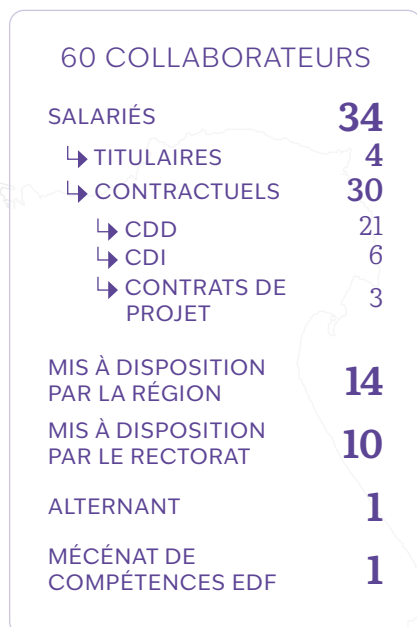 60 COLLABORATEURS
SALARIÉS 34
TITULAIRES 4
CONTRACTUELS 30
CDD 21
CDI 6
CONTRATS DE
PROJET 3
MIS À DISPOSITION
PAR LA RÉGION 14
MIS À DISPOSITION
PAR LE RECTORAT 10
ALTERNANT 1
MÉCÉNAT DE
COMPÉTENCES EDF 1